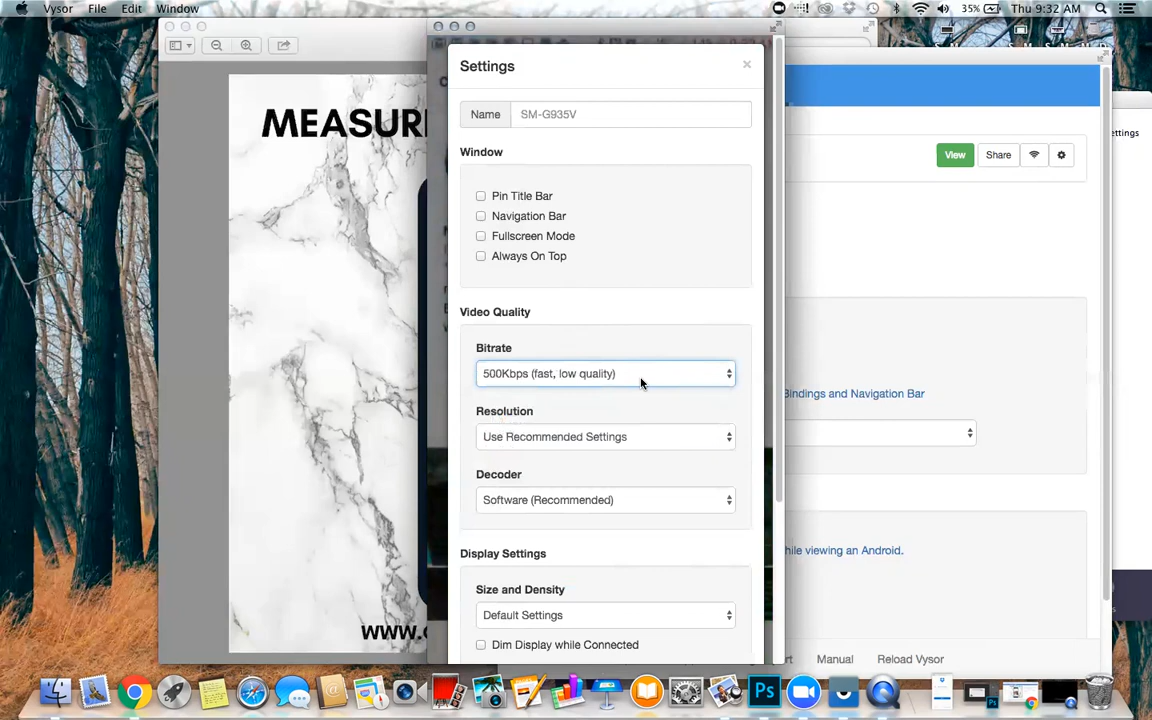 Vysor File Edit Window
35% Thu 9:32 AM
Settings ×
Name SM-G935V
Window
Pin Title Bar
Navigation Bar
Fullscreen Mode
Always On Top
Video Quality
Bitrate
500Kbps (fast, low quality)
Resolution
Use Recommended Settings
Decoder
Software (Recommended)
Display Settings
Size and Density
Default Settings
Dim Display while Connected
MEASUR
WWW.
View Share
Bindings and Navigation Bar
hile viewing an Android.
rt Manual Reload Vysor
ettings
Ps